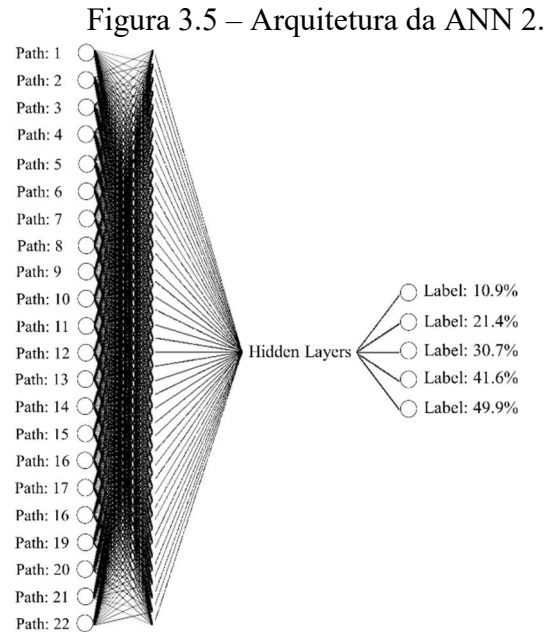 Figura 3.5 – Arquitetura da ANN 2.
Path: 1
Path: 2
Path: 3
Path: 4
Path: 5
Path: 6
Path: 7
Path: 8
Path: 9
Path: 10
Path: 11
Path: 12
Path: 13
Path: 14
Path: 15
Path: 16
Path: 17
Path: 16
Path: 19
Path: 20
Path: 21
Path: 22
Hidden Layers
Label: 10.9%
Label: 21.4%
Label: 30.7%
Label: 41.6%
Label: 49.9%